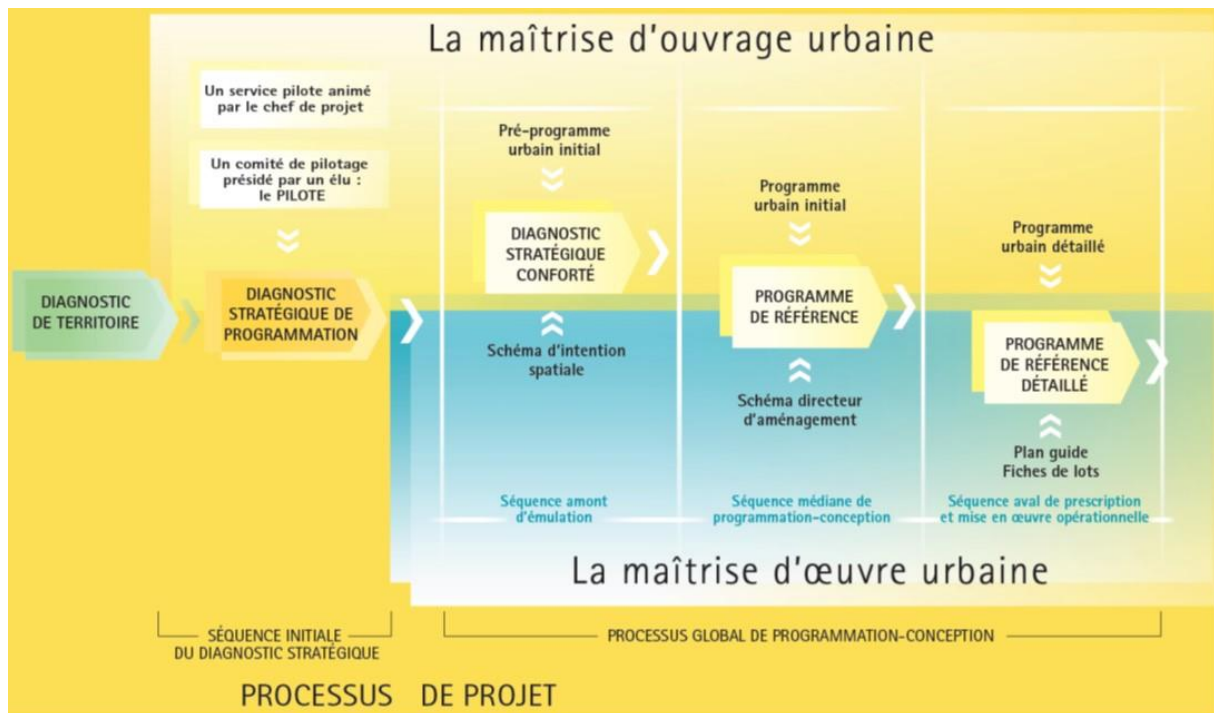 La maîtrise d'ouvrage urbaine
Un service pilote animé
par le chef de projet
Un comité de pilotage
présidé par un élu :
le PILOTE
DIAGNOSTIC
DE TERRITOIRE
DIAGNOSTIC
STRATÉGIQUE DE
PROGRAMMATION
Pré-programme
urbain initial
DIAGNOSTIC
STRATÉGIQUE
CONFORTÉ
Schéma d'intention
spatiale
Séquence amont
d'émulation
Programme
urbain initial
PROGRAMME
DE RÉFÉRENCE
Schéma directeur
d'aménagement
Séquence médiane de
programmation-conception
Programme
urbain détaillé
PROGRAMME
DE RÉFÉRENCE
DÉTAILLÉ
Plan guide
Fiches de lots
Séquence aval de prescription
et mise en œuvre opérationnelle
La maîtrise d'œuvre urbaine
SÉQUENCE INITIALE
DU DIAGNOSTIC STRATÉGIQUE
PROCESSUS GLOBAL DE PROGRAMMATION-CONCEPTION
PROCESSUS DE PROJET